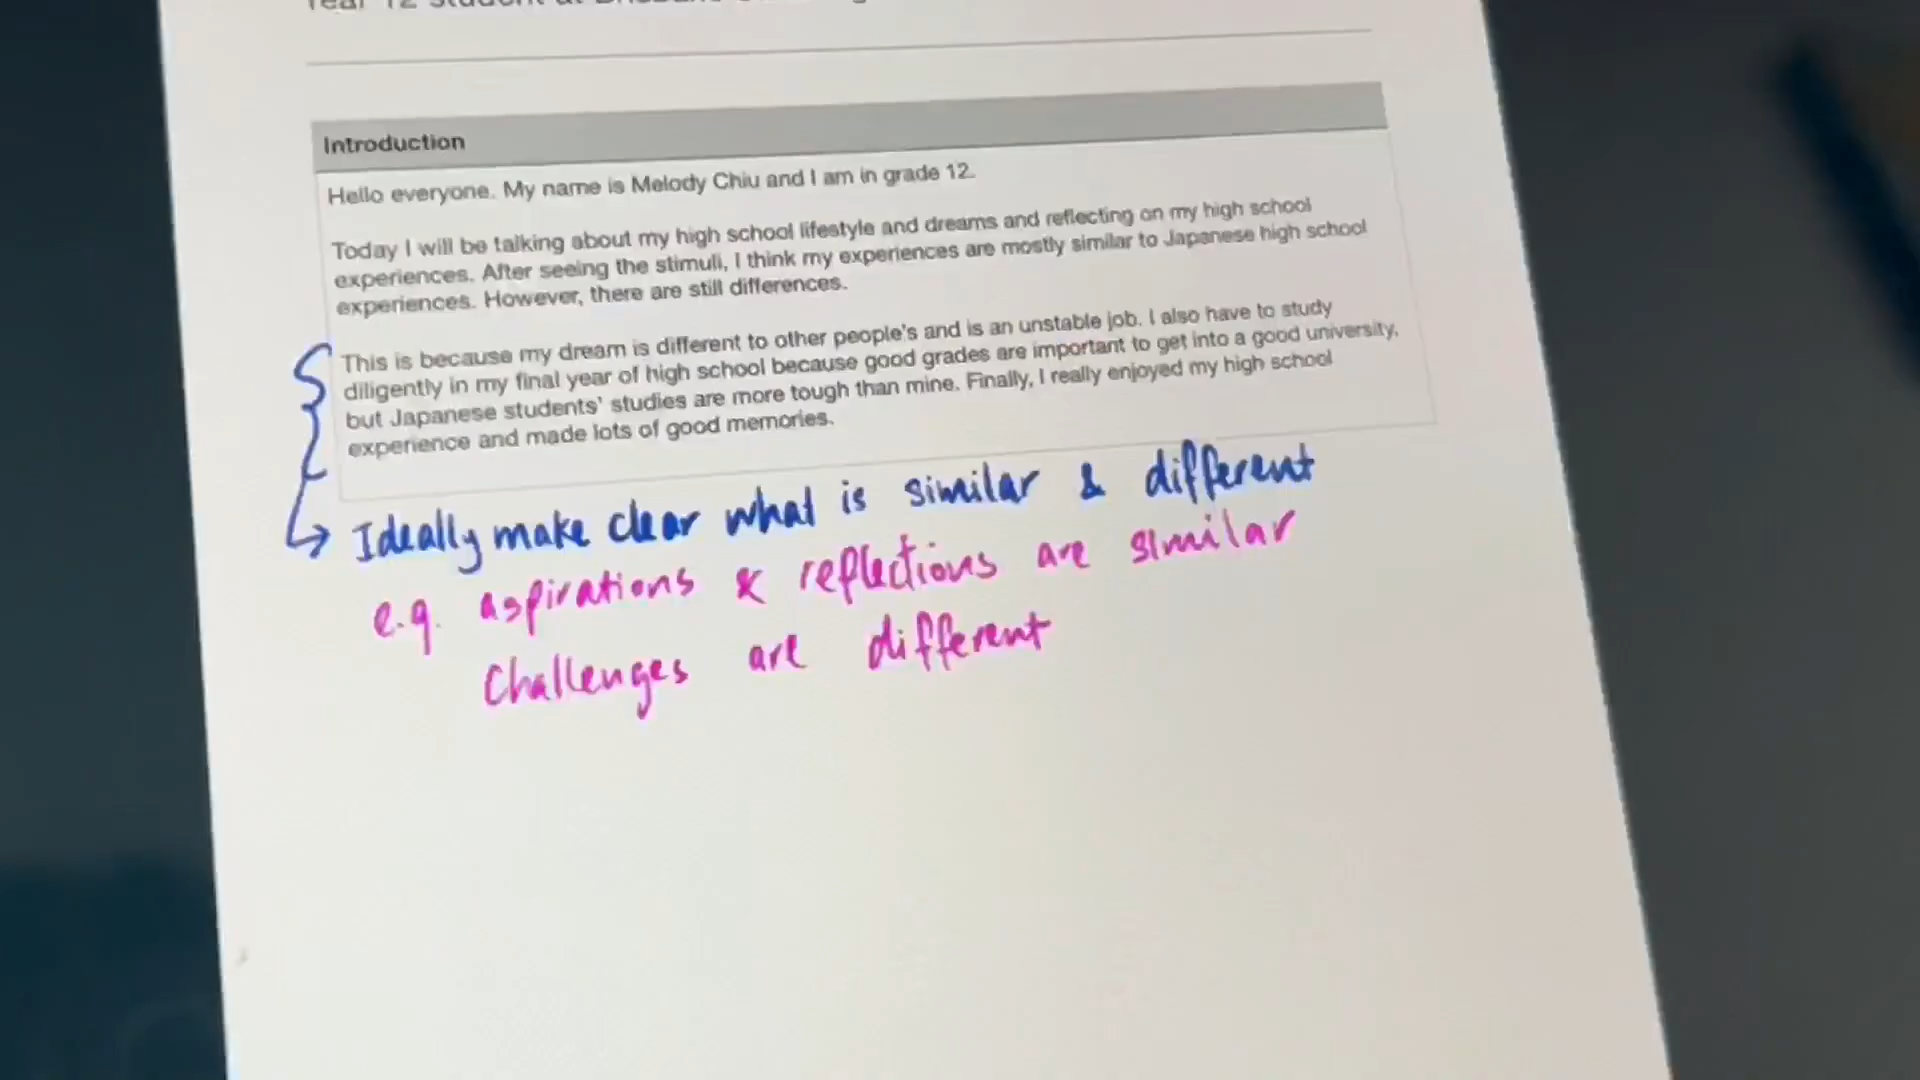 Year 12 student at
Introduction
Hello everyone. My name is Melody Chiu and I am in grade 12.
Today I will be talking about my high school lifestyle and dreams and reflecting on my high school
experiences. After seeing the stimuli, I think my experiences are mostly similar to Japanese high school
experiences. However, there are still differences.
This is because my dream is different to other people's and is an unstable job. I also have to study
diligently in my final year of high school because good grades are important to get into a good university,
but Japanese students' studies are more tough than mine. Finally, I really enjoyed my high school
experience and made lots of good memories.
Ideally make clear what is similar & different
e.g. aspirations & reflections are similar
challenges are different